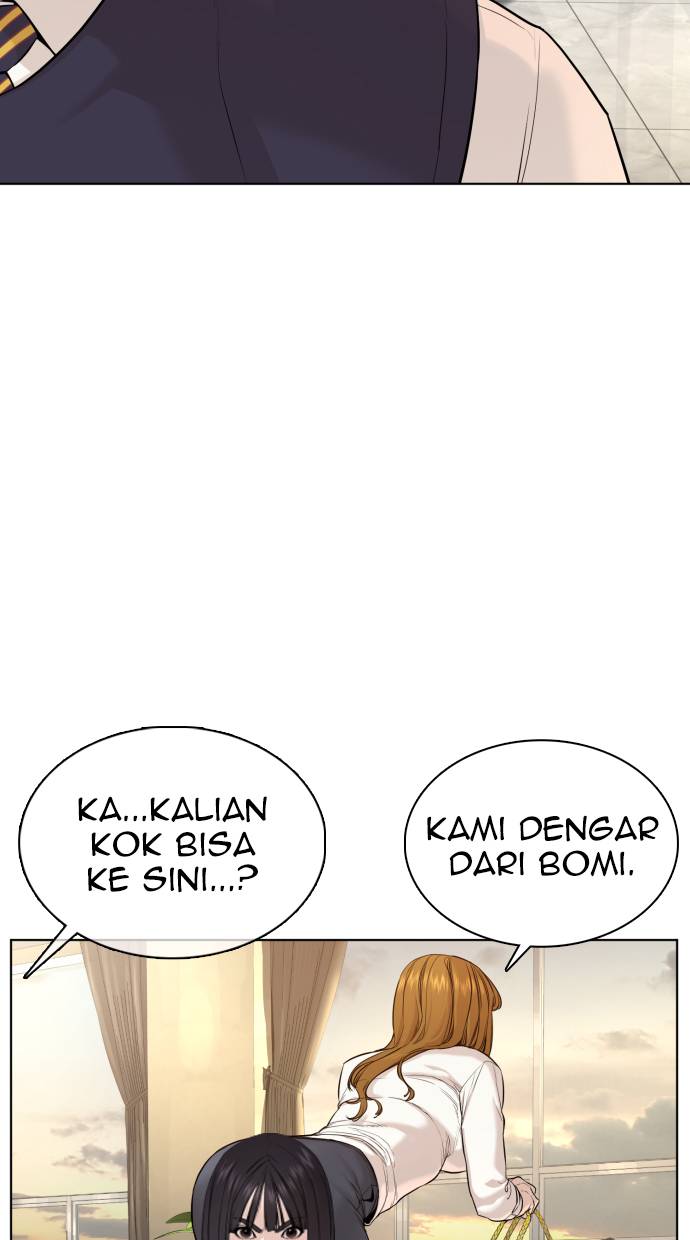 KA...KALIAN
KOK BISA
KE SINI...?
KAMI DENGAR
DARI BOMI.